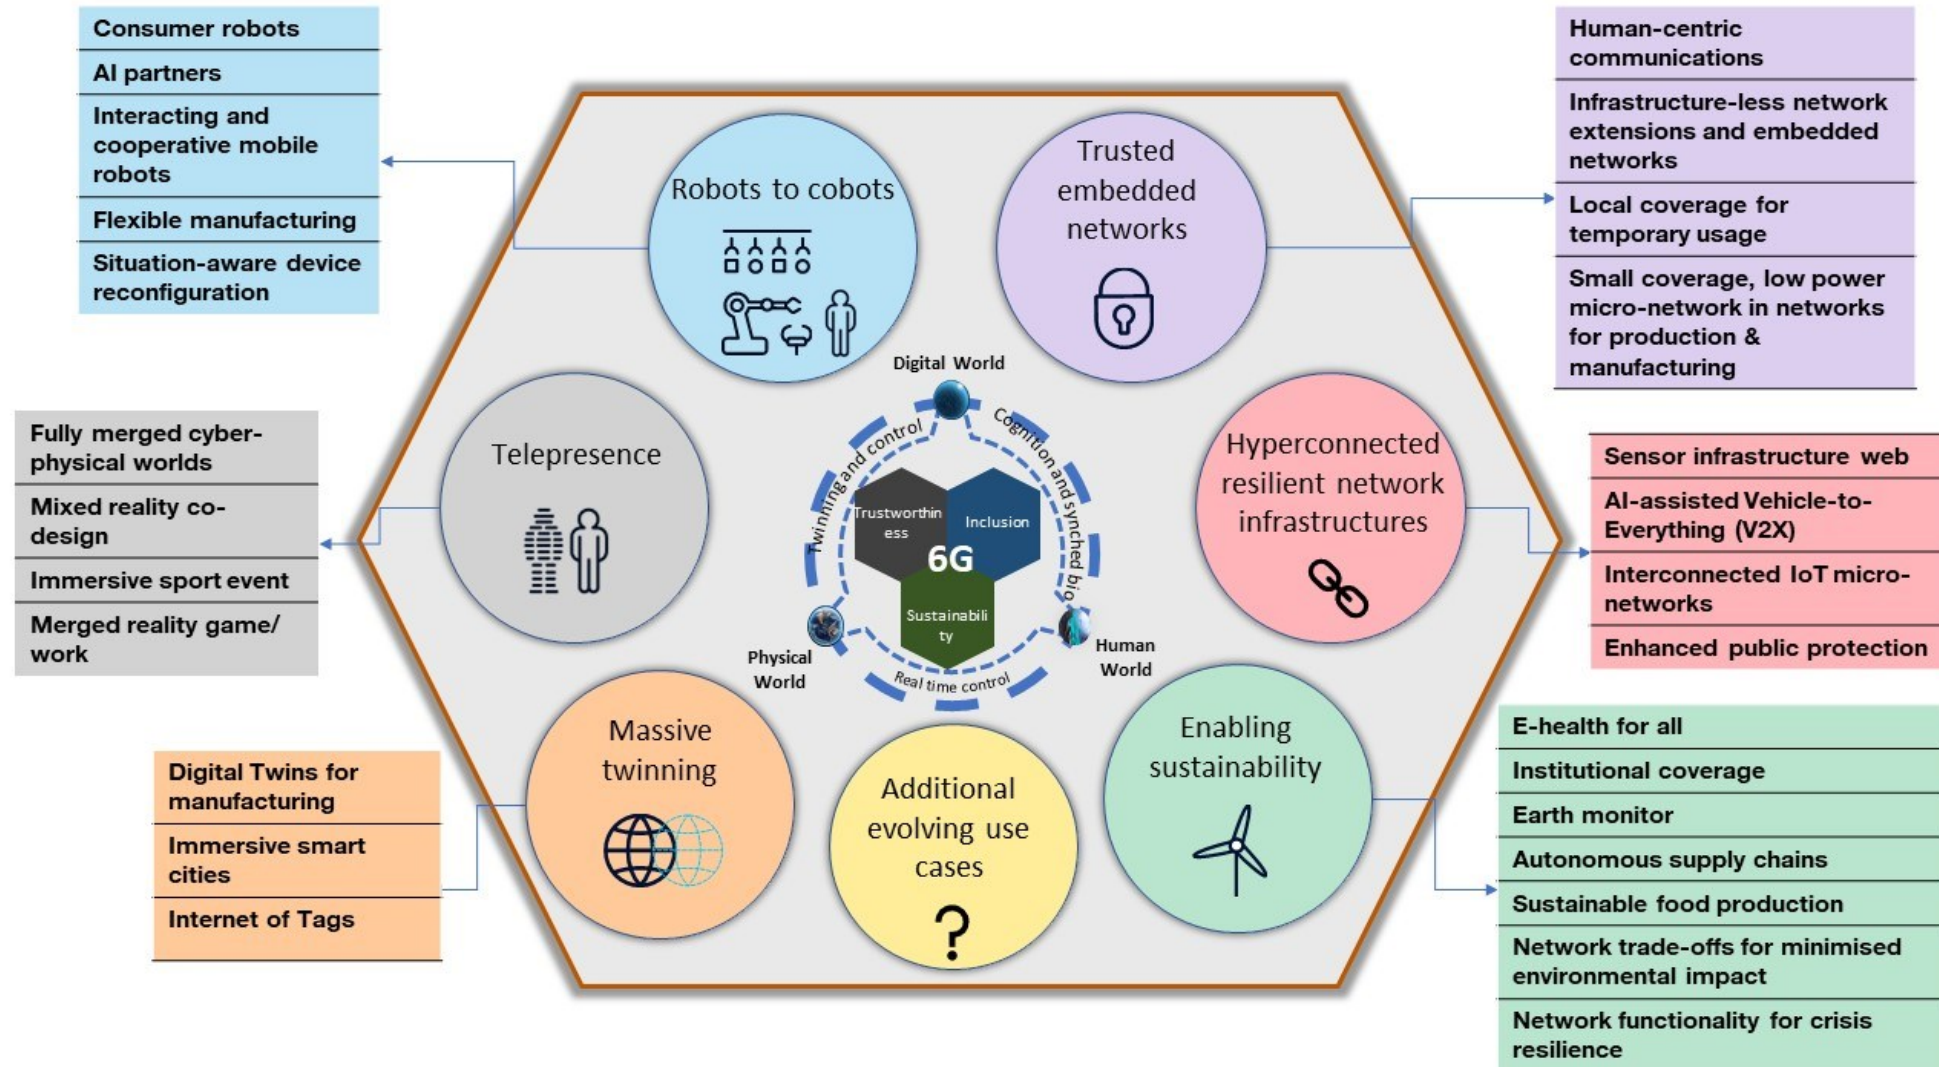 Consumer robots
AI partners
Interacting and
cooperative mobile
robots
Flexible manufacturing
Situation-aware device
reconfiguration
Human-centric
communications
Infrastructure-less network
extensions and embedded
networks
Local coverage for
temporary usage
Small coverage, low power
micro-network in networks
for production &
manufacturing
Robots to cobots
Trusted
embedded
networks
Fully merged cyber-
physical worlds
Mixed reality co-
design
Immersive sport event
Merged reality game/
work
Telepresence
Digital World
Twinning and control
Cognition and synched bio
Trustworthin
ess
Inclusion
6G
Sustainabili
ty
Physical
World
Human
World
Real time control
Hyperconnected
resilient network
infrastructures
Sensor infrastructure web
AI-assisted Vehicle-to-
Everything (V2X)
Interconnected IoT micro-
networks
Enhanced public protection
Massive
twinning
Digital Twins for
manufacturing
Immersive smart
cities
Internet of Tags
Additional
evolving use
cases
?
Enabling
sustainability
E-health for all
Institutional coverage
Earth monitor
Autonomous supply chains
Sustainable food production
Network trade-offs for minimised
environmental impact
Network functionality for crisis
resilience